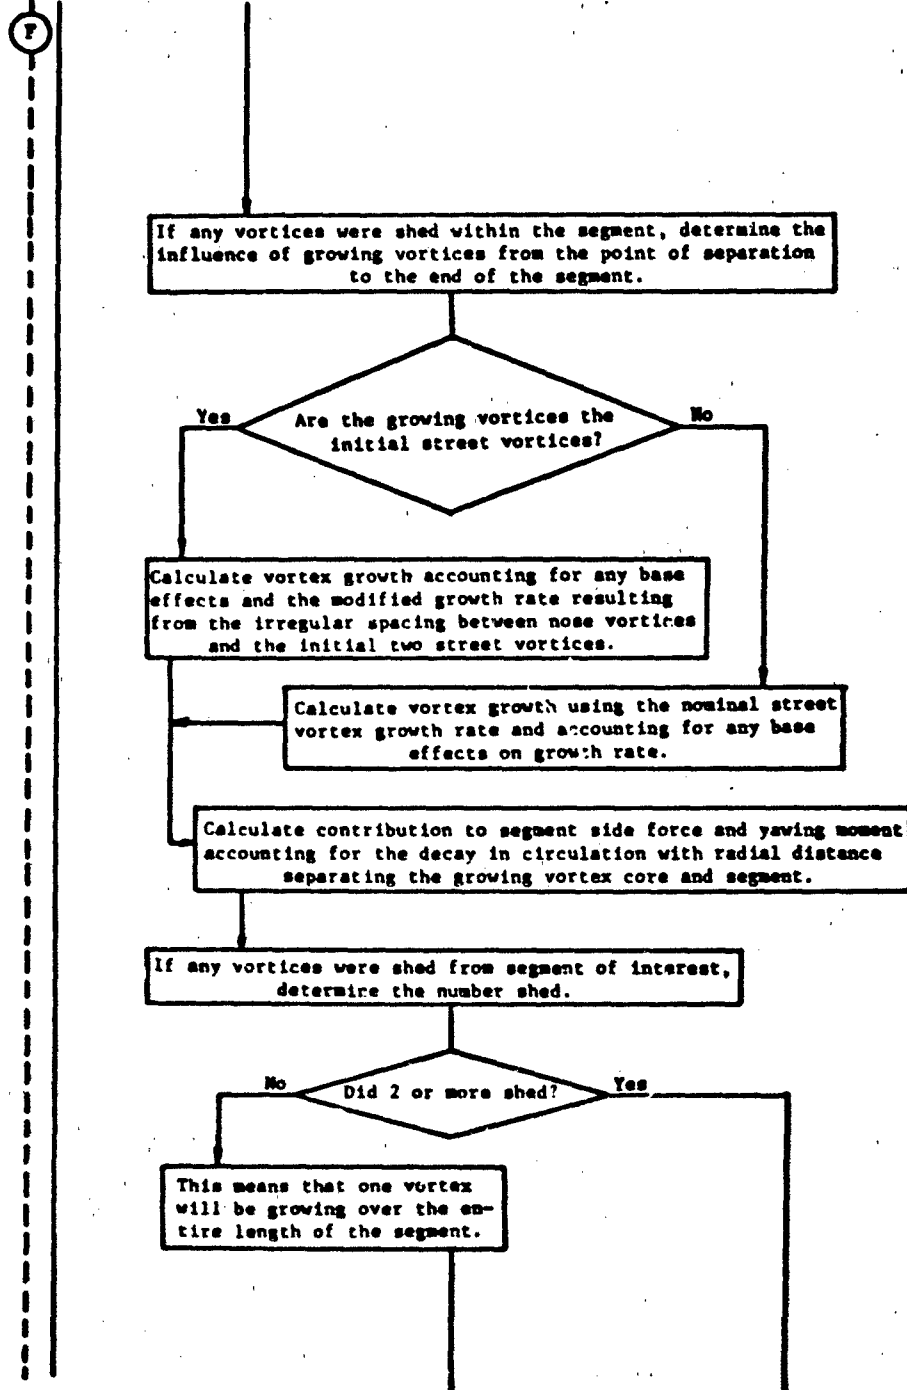 F
If any vortices were shed within the segment, determine the
influence of growing vortices from the point of separation
to the end of the segment.
Yes
Are the growing vortices the
initial street vortices?
No
Calculate vortex growth accounting for any base
effects and the modified growth rate resulting
from the irregular spacing between nose vortices
and the initial two street vortices.
Calculate vortex growth using the nominal street
vortex growth rate and accounting for any base
effects on growth rate.
Calculate contribution to segment side force and yawing moment
accounting for the decay in circulation with radial distance
separating the growing vortex core and segment.
If any vortices were shed from segment of interest,
determine the number shed.
No
Did 2 or more shed?
Yes
This means that one vortex
will be growing over the en-
tire length of the segment.